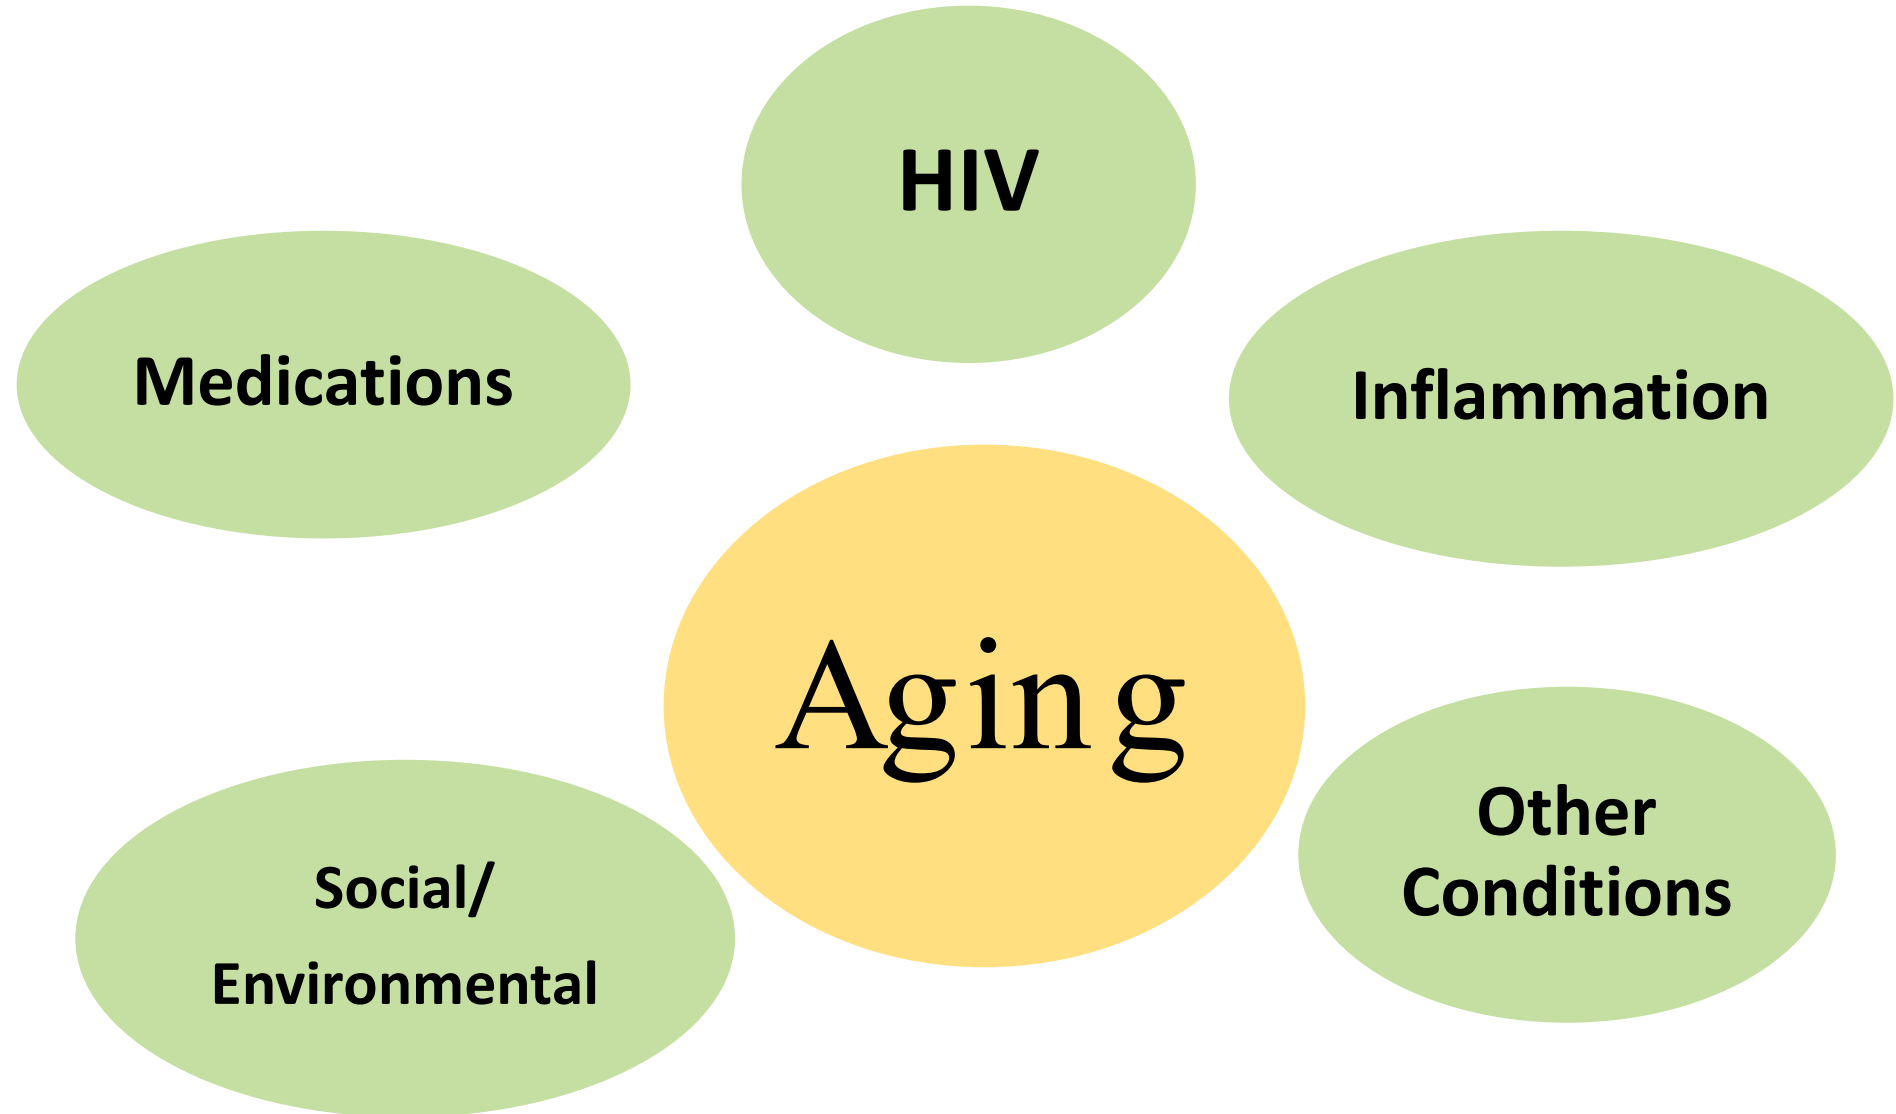 HIV
Medications
Inflammation
Aging
Other
Conditions
Social/
Environmental